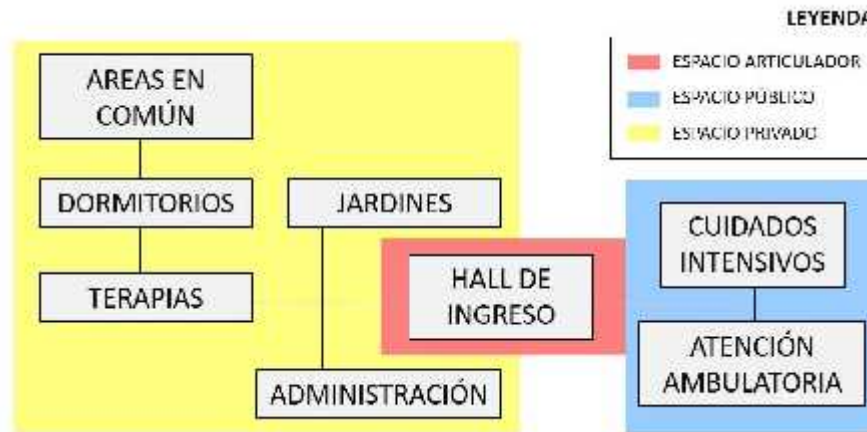 LEYENDA
ESPACIO ARTICULADOR
ESPACIO PÚBLICO
ESPACIO PRIVADO
AREAS EN
COMÚN
DORMITORIOS
JARDINES
TERAPIAS
HALL DE
INGRESO
ADMINISTRACIÓN
CUIDADOS
INTENSIVOS
ATENCIÓN
AMBULATORIA